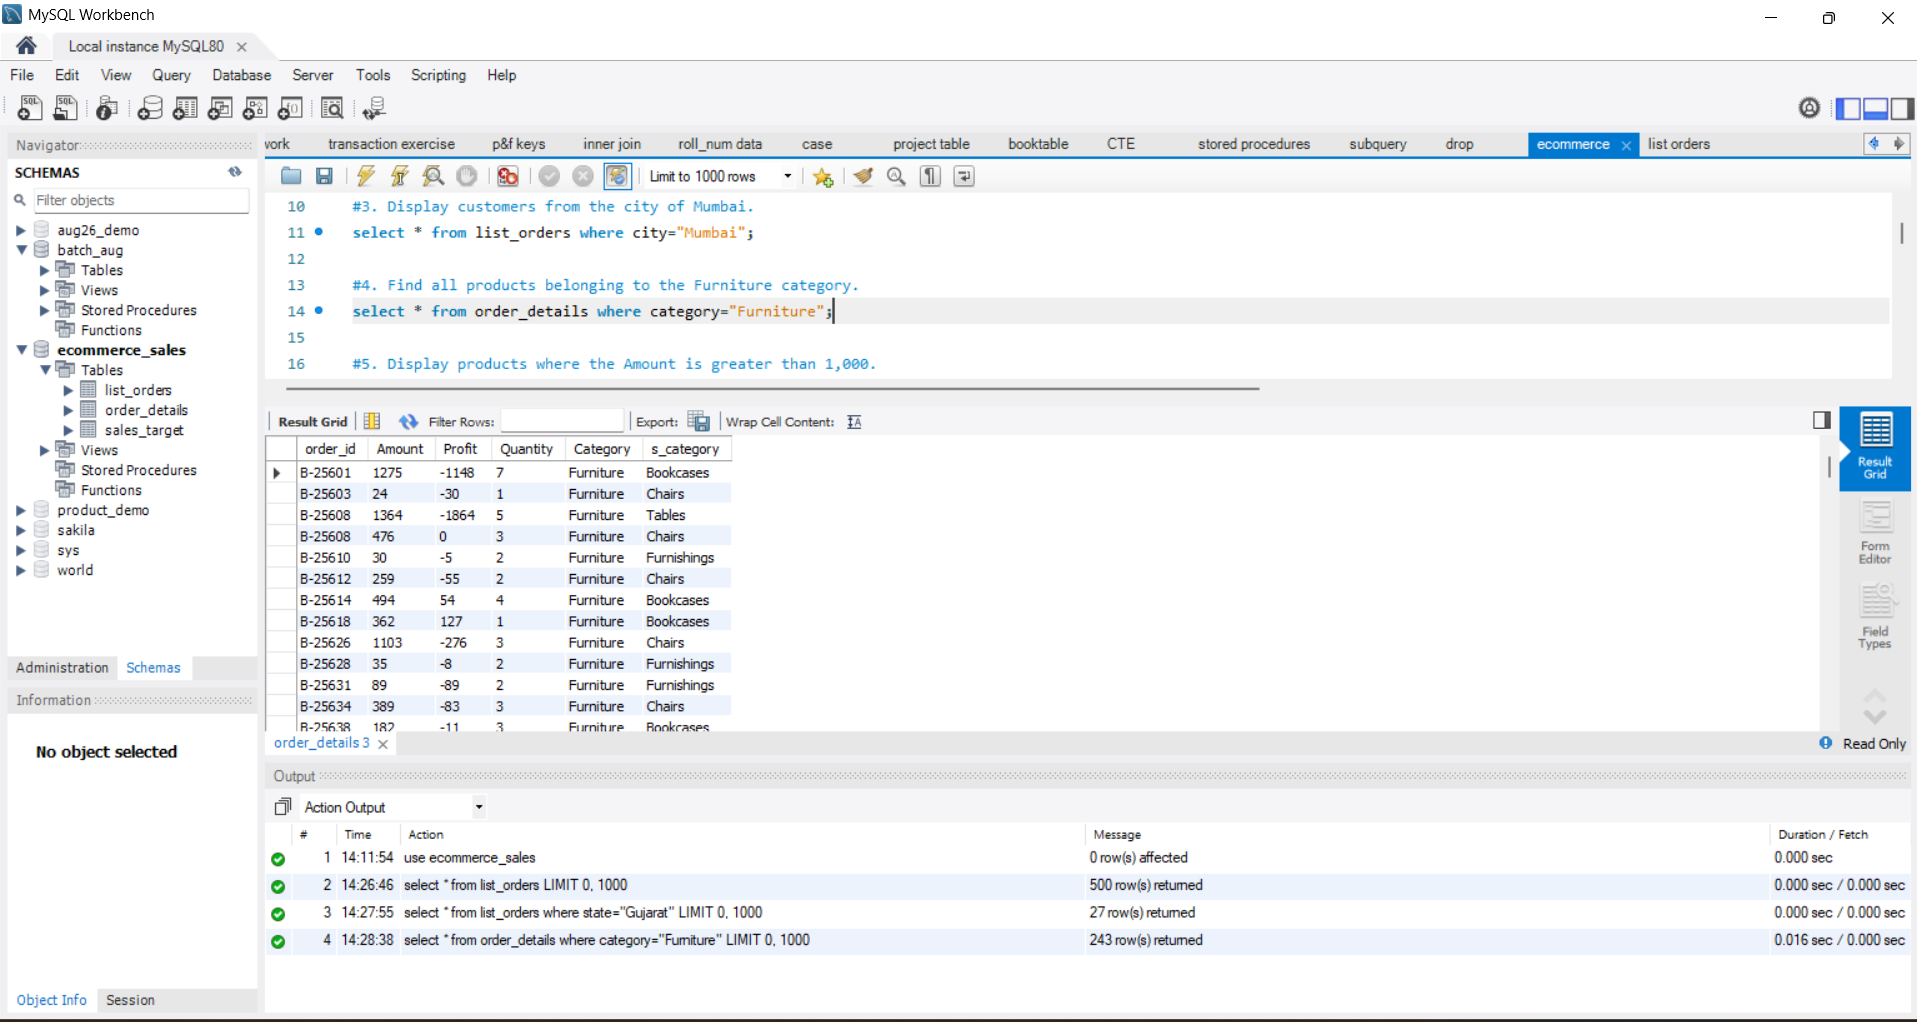 MySQL Workbench
Local instance MySQL80
File Edit View Query Database Server Tools Scripting Help
Navigator
SCHEMAS
Filter objects
aug26_demo
batch_aug
Tables
Views
Stored Procedures
Functions
ecommerce_sales
Tables
list_orders
order_details
sales_target
Views
Stored Procedures
Functions
product_demo
sakila
sys
world
Administration Schemas
Information
No object selected
Object Info Session
work transaction exercise p&f keys inner join roll_num data case project table booktable CTE stored procedures subquery drop ecommerce list orders
Limit to 1000 rows
10 #3. Display customers from the city of Mumbai.
11 select * from list_orders where city="Mumbai";
12
13 #4. Find all products belonging to the Furniture category.
14 select * from order_details where category="Furniture";
15
16 #5. Display products where the Amount is greater than 1,000.
Result Grid Filter Rows: Export: Wrap Cell Content:
order_id Amount Profit Quantity Category s_category
B-25601 1275 -1148 7 Furniture Bookcases
B-25603 24 -30 1 Furniture Chairs
B-25608 1364 -1864 5 Furniture Tables
B-25608 476 0 3 Furniture Chairs
B-25610 30 -5 2 Furniture Furnishings
B-25612 259 -55 2 Furniture Chairs
B-25614 494 54 4 Furniture Bookcases
B-25618 362 127 1 Furniture Bookcases
B-25626 1103 -276 3 Furniture Chairs
B-25628 35 -8 2 Furniture Furnishings
B-25631 89 -89 2 Furniture Furnishings
B-25634 389 -83 3 Furniture Chairs
B-25638 182 -11 3 Furniture Bookcases
Result Grid
Form Editor
Field Types
order_details 3
Read Only
Output
Action Output
# Time Action Message Duration / Fetch
1 14:11:54 use ecommerce_sales 0 row(s) affected 0.000 sec
2 14:26:46 select * from list_orders LIMIT 0, 1000 500 row(s) returned 0.000 sec / 0.000 sec
3 14:27:55 select * from list_orders where state="Gujarat" LIMIT 0, 1000 27 row(s) returned 0.000 sec / 0.000 sec
4 14:28:38 select * from order_details where category="Furniture" LIMIT 0, 1000 243 row(s) returned 0.016 sec / 0.000 sec